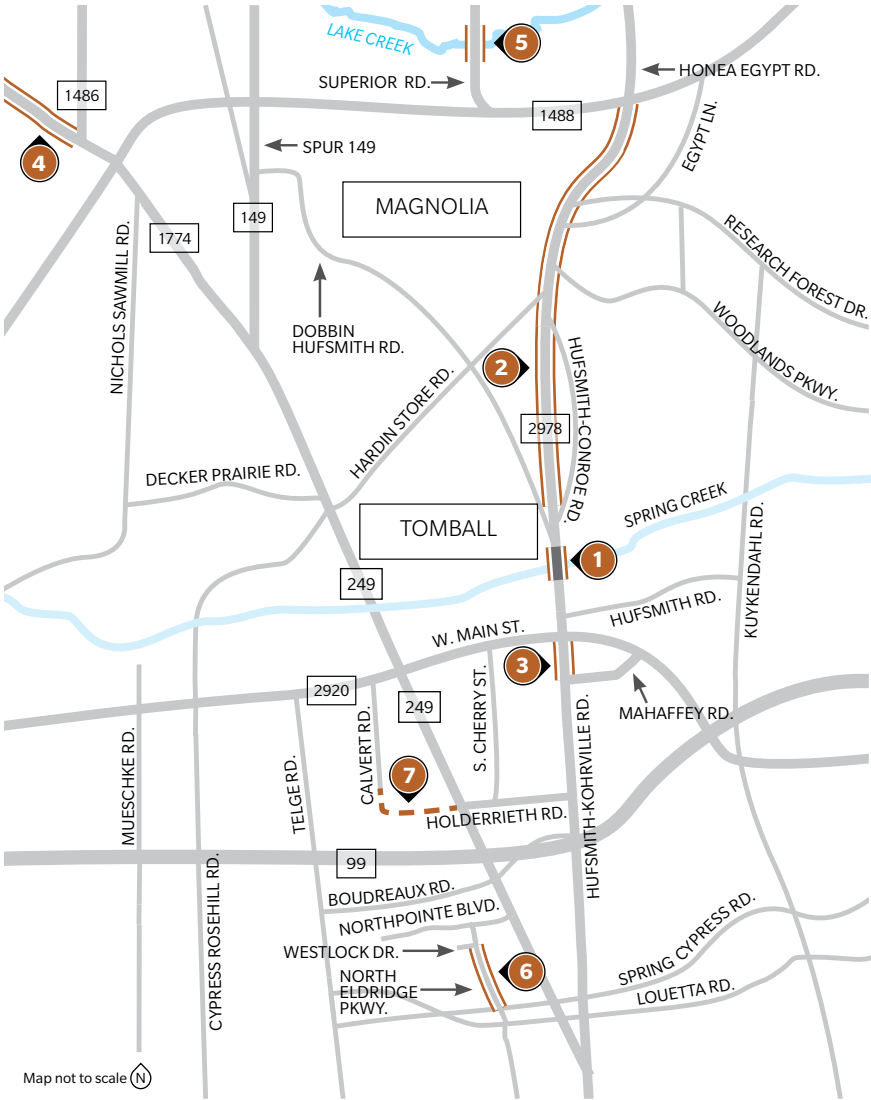 LAKE CREEK
5
SUPERIOR RD.
HONEA EGYPT RD.
1486
1488
4
SPUR 149
EGYPT LN.
MAGNOLIA
149
1774
NICHOLS SAWMILL RD.
RESEARCH FOREST DR.
DOBBIN
HUFSMITH RD.
WOODLANDS PKWY.
2
HUFSMITH-CONROE RD.
HARDIN STORE RD.
2978
DECKER PRAIRIE RD.
SPRING CREEK
TOMBALL
1
KUYKENDAHL RD.
249
HUFSMITH RD.
W. MAIN ST.
3
2920
249
S. CHERRY ST.
MAHAFFEY RD.
MUESCHKE RD.
TELGE RD.
CALVERT RD.
7
HUFSMITH-KOHRVILLE RD.
HOLDERRIETH RD.
99
CYPRESS ROSEHILL RD.
BOUDREAUX RD.
NORTHPOINTE BLVD.
WESTLOCK DR.
6
SPRING CYPRESS RD.
NORTH
ELDRIDGE
PKWY.
LOUETTA RD.
Map not to scale N